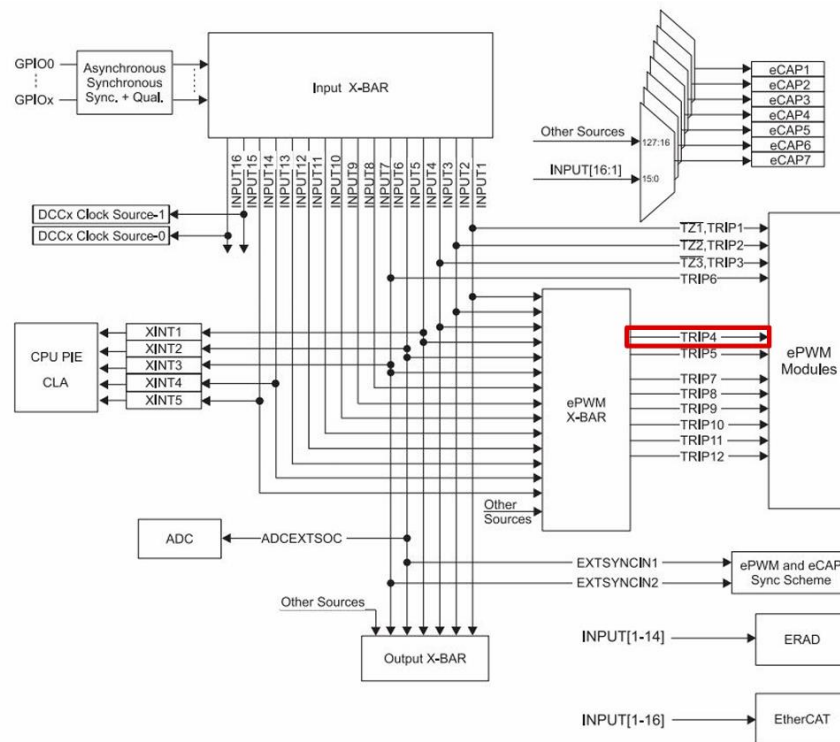 GPIO0
GPIOx
Asynchronous
Synchronous
Sync. + Qual.
Input X-BAR
Other Sources
INPUT[16:1]
127:16
15:0
eCAP1
eCAP2
eCAP3
eCAP4
eCAP5
eCAP6
eCAP7
INPUT16
INPUT15
INPUT14
INPUT13
INPUT12
INPUT11
INPUT10
INPUT9
INPUT8
INPUT7
INPUT6
INPUT5
INPUT4
INPUT3
INPUT2
INPUT1
DCCx Clock Source-1
DCCx Clock Source-0
TZ1,TRIP1
TZ2,TRIP2
TZ3,TRIP3
TRIP6
CPU PIE
CLA
XINT1
XINT2
XINT3
XINT4
XINT5
ePWM
X-BAR
TRIP4
TRIP5
TRIP7
TRIP8
TRIP9
TRIP10
TRIP11
TRIP12
ePWM
Modules
Other
Sources
ADC
ADCEXTSOC
EXTSYNCIN1
EXTSYNCIN2
ePWM and eCAP
Sync Scheme
Other Sources
Output X-BAR
INPUT[1-14]
ERAD
INPUT[1-16]
EtherCAT